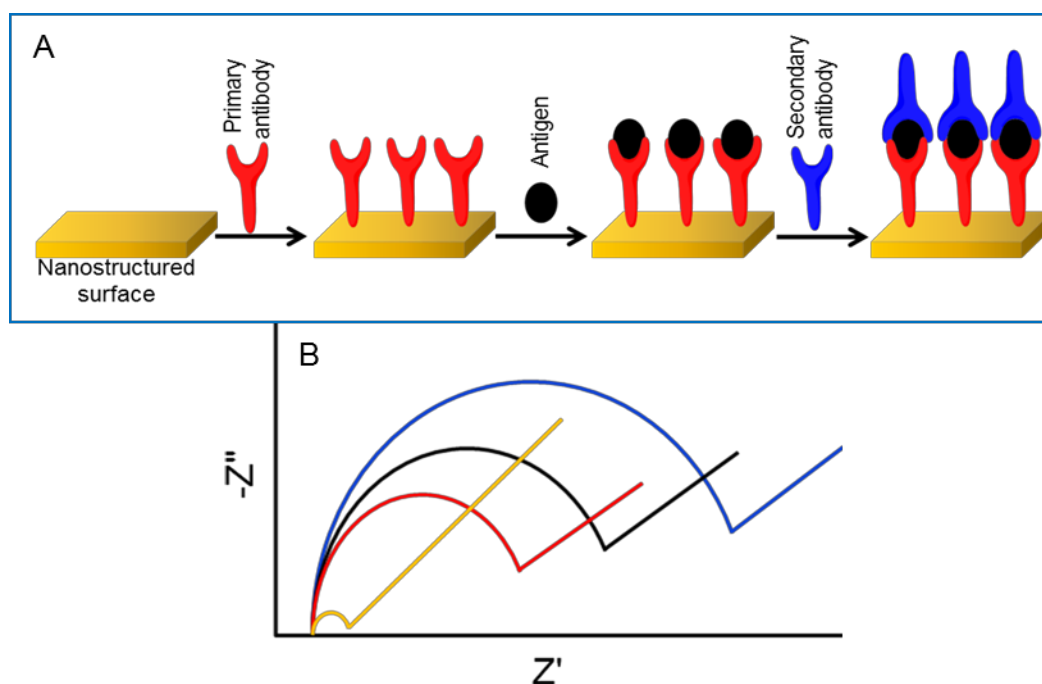 A
Primary
antibody
Antigen
Secondary
antibody
Nanostructured
surface
B
-Z"
Z'